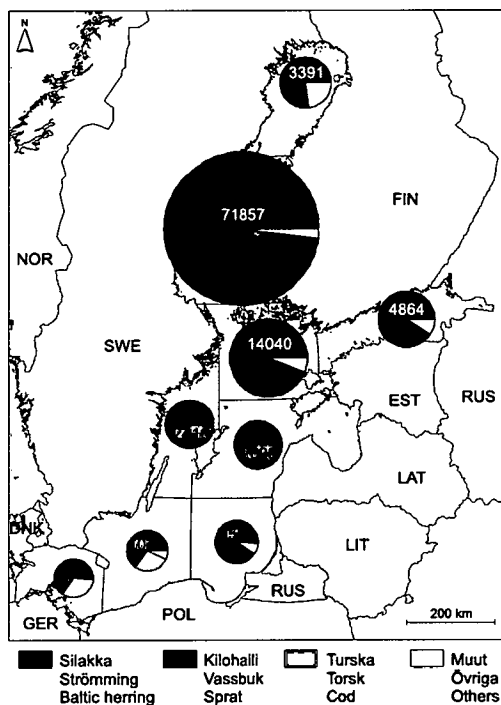 N
3391
71857
FIN
NOR
4864
14040
SWE
EST
RUS
LAT
DNK
LIT
RUS
POL
GER
200 km
Silakka
Strömming
Baltic herring
Kilohaili
Vassbuk
Sprat
Turska
Torsk
Cod
Muut
Övriga
Others